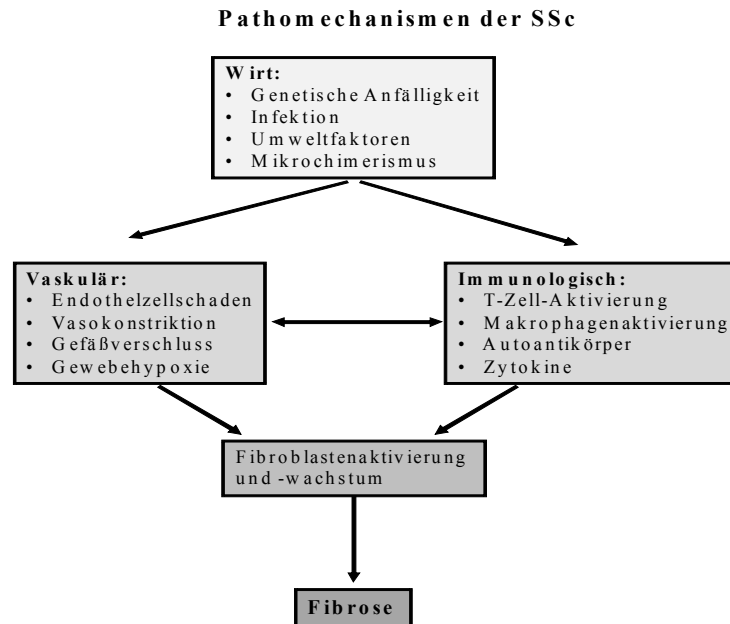 Pathomechanismen der SSc
Wirt:
• Genetische Anfälligkeit
• Infektion
• Umweltfaktoren
• Mikrochimerismus
Vaskulär:
• Endothelzellschaden
• Vasokonstriktion
• Gefäßverschluss
• Gewebehypoxie
Immunologisch:
• T-Zell-Aktivierung
• Makrophagenaktivierung
• Autoantikörper
• Zytokine
Fibroblastenaktivierung
und -wachstum
Fibrose